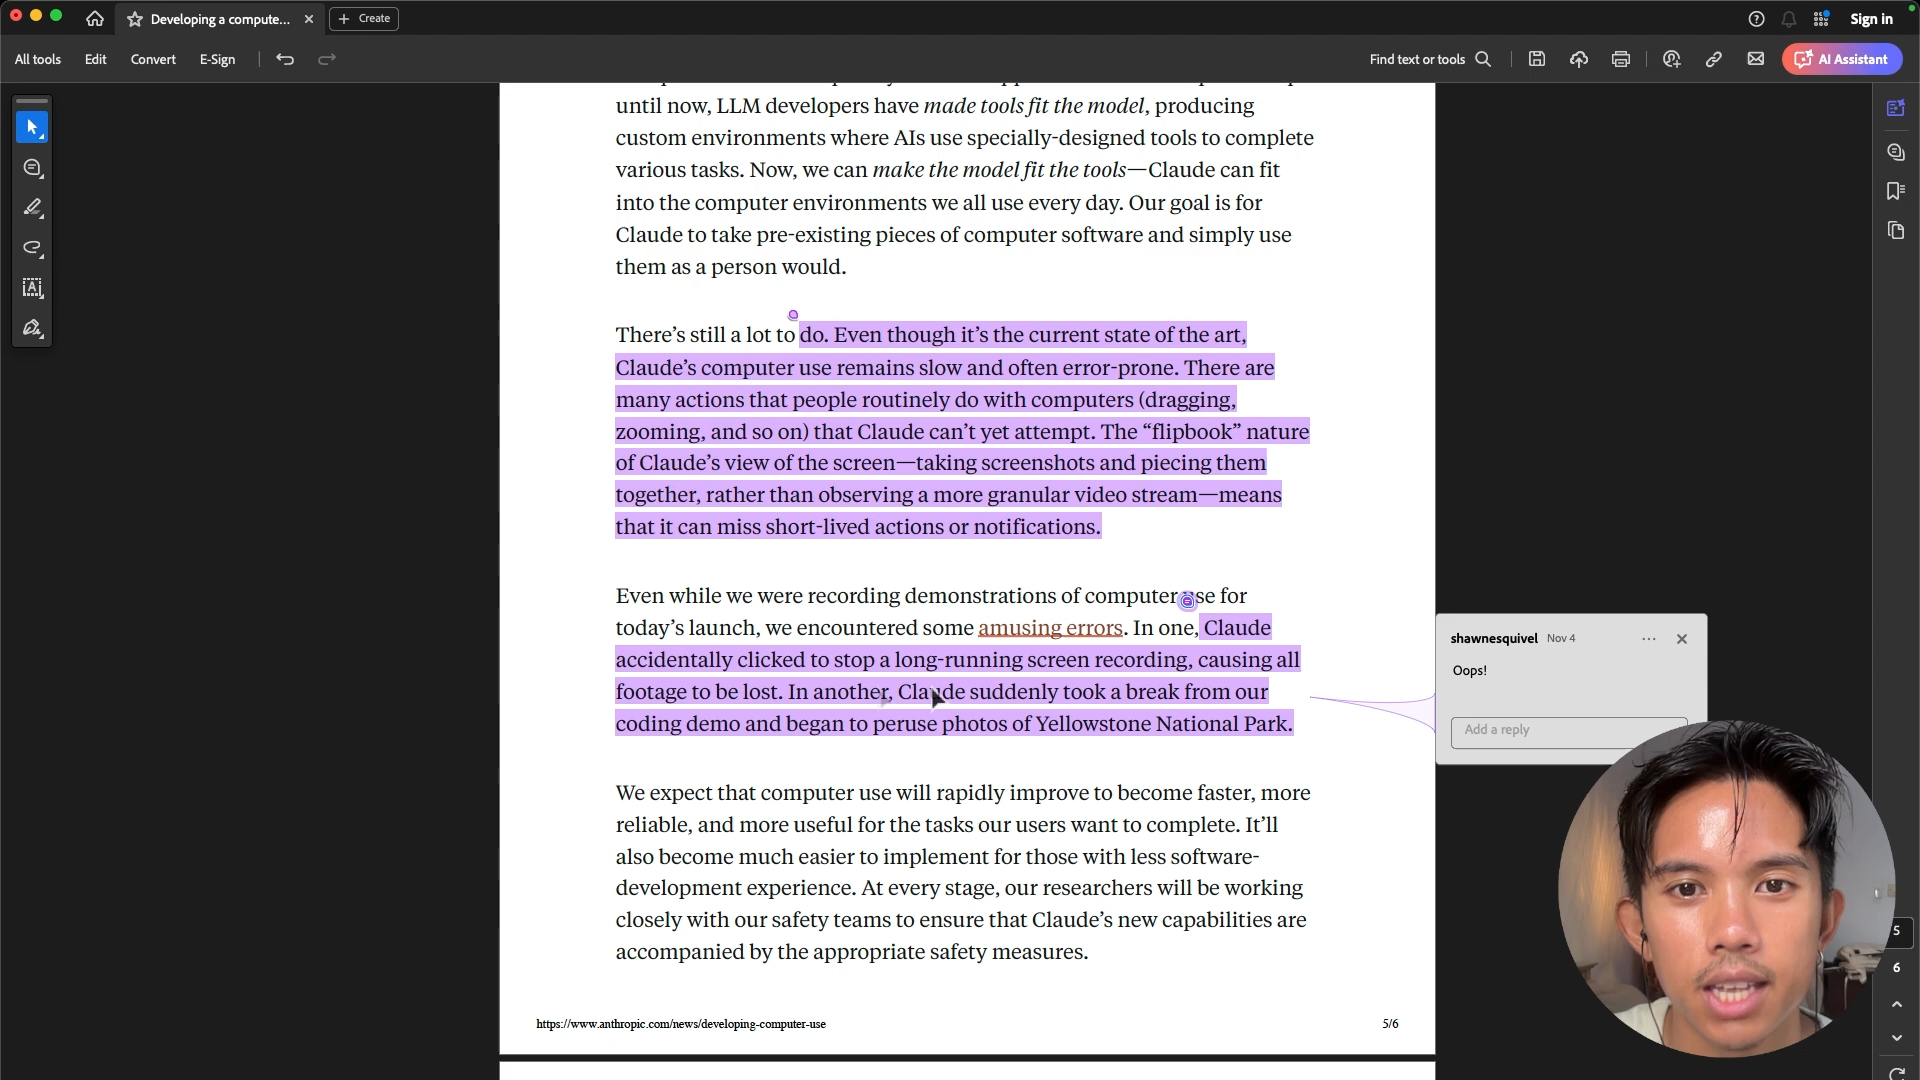 Developing a compute...
Create
Sign in
All tools
Edit
Convert
E-Sign
Find text or tools
AI Assistant
until now, LLM developers have made tools fit the model, producing
custom environments where AIs use specially-designed tools to complete
various tasks. Now, we can make the model fit the tools—Claude can fit
into the computer environments we all use every day. Our goal is for
Claude to take pre-existing pieces of computer software and simply use
them as a person would.
There’s still a lot to do. Even though it’s the current state of the art,
Claude’s computer use remains slow and often error-prone. There are
many actions that people routinely do with computers (dragging,
zooming, and so on) that Claude can’t yet attempt. The “flipbook” nature
of Claude’s view of the screen—taking screenshots and piecing them
together, rather than observing a more granular video stream—means
that it can miss short-lived actions or notifications.
Even while we were recording demonstrations of computer use for
today’s launch, we encountered some amusing errors. In one, Claude
accidentally clicked to stop a long-running screen recording, causing all
footage to be lost. In another, Claude suddenly took a break from our
coding demo and began to peruse photos of Yellowstone National Park.
shawnesquivel Nov 4
Oops!
Add a reply
We expect that computer use will rapidly improve to become faster, more
reliable, and more useful for the tasks our users want to complete. It’ll
also become much easier to implement for those with less software-
development experience. At every stage, our researchers will be working
closely with our safety teams to ensure that Claude’s new capabilities are
accompanied by the appropriate safety measures.
5
6
https://www.anthropic.com/news/developing-computer-use
5/6